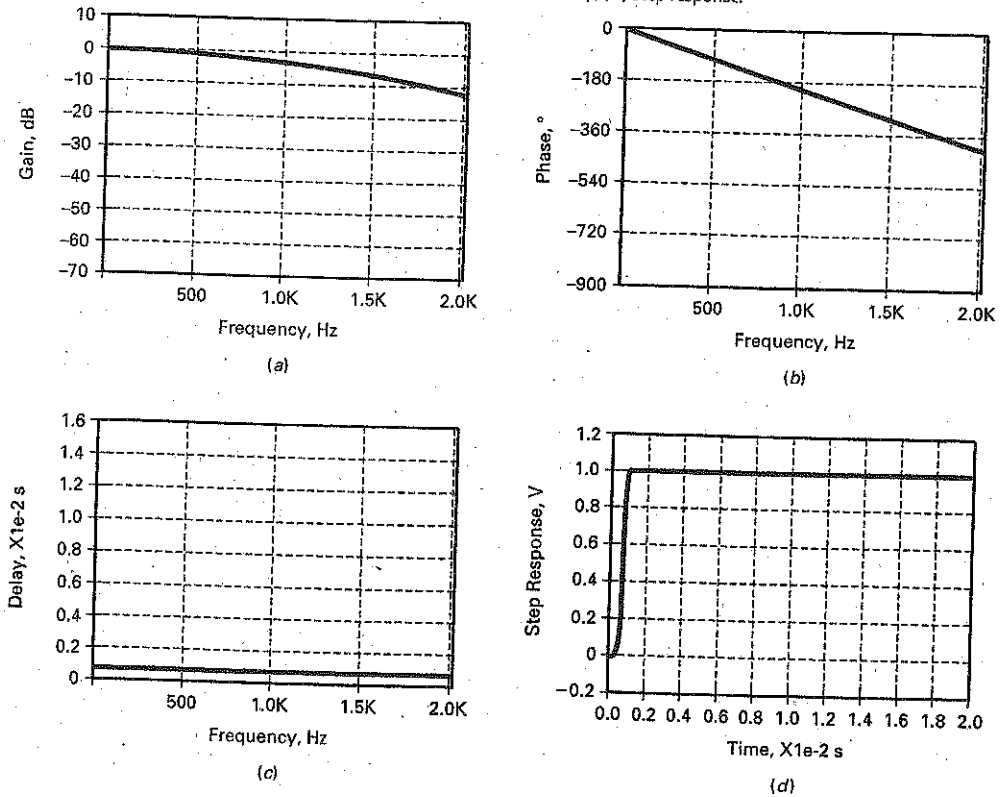 step response.
10
0
−10
−20
−30
−40
−50
−60
−70
Gain, dB
500 1.0K 1.5K 2.0K
Frequency, Hz
(a)
0
−180
−360
−540
−720
−900
Phase, °
500 1.0K 1.5K 2.0K
Frequency, Hz
(b)
1.6
1.4
1.2
1.0
0.8
0.6
0.4
0.2
0
Delay, X1e-2 s
500 1.0K 1.5K 2.0K
Frequency, Hz
(c)
1.2
1.0
0.8
0.6
0.4
0.2
0
−0.2
Step Response, V
0.0 0.2 0.4 0.6 0.8 1.0 1.2 1.4 1.6 1.8 2.0
Time, X1e-2 s
(d)